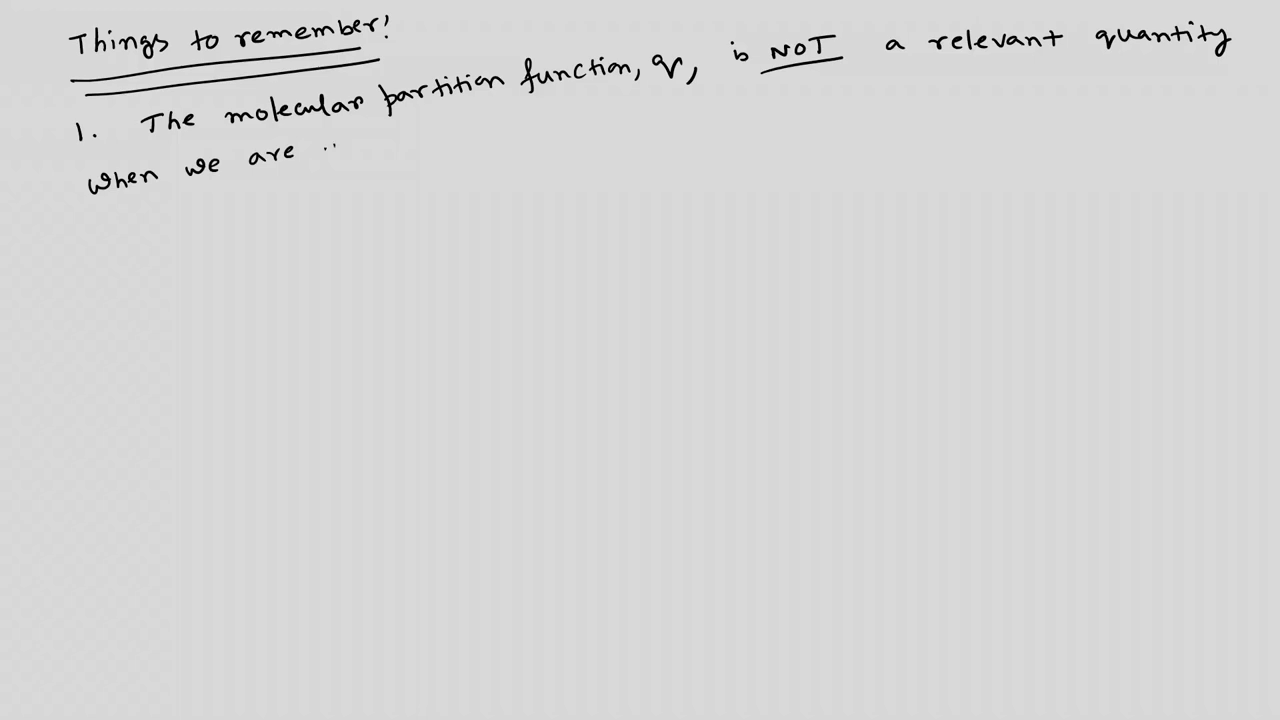 Things to remember!
1. The molecular partition function, q, is NOT a relevant quantity
when we are